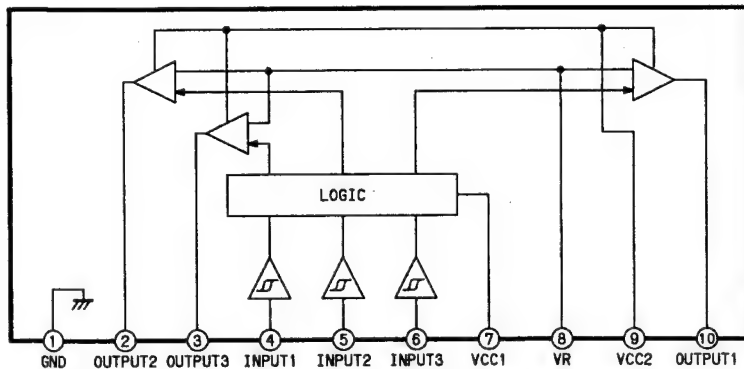 LOGIC
1 2 3 4 5 6 7 8 9 10
GND OUTPUT2 OUTPUT3 INPUT1 INPUT2 INPUT3 VCC1 VR VCC2 OUTPUT1